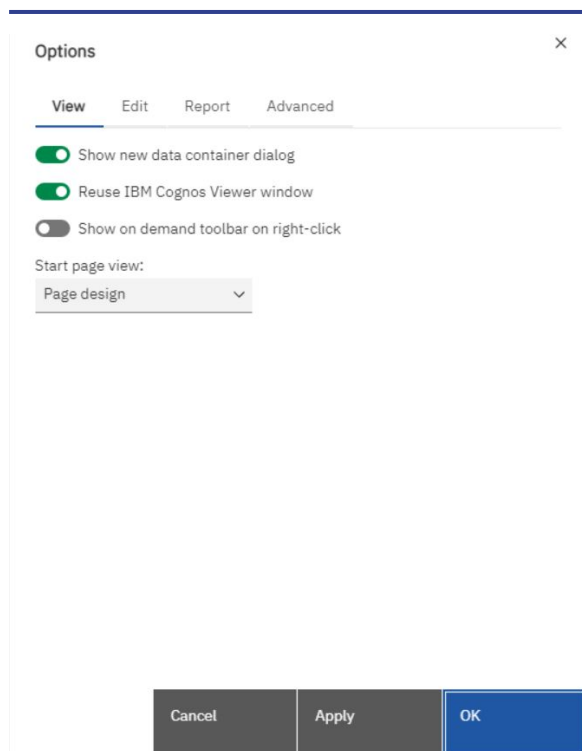 Options
View Edit Report Advanced
Show new data container dialog
Reuse IBM Cognos Viewer window
Show on demand toolbar on right-click
Start page view:
Page design
Cancel Apply OK